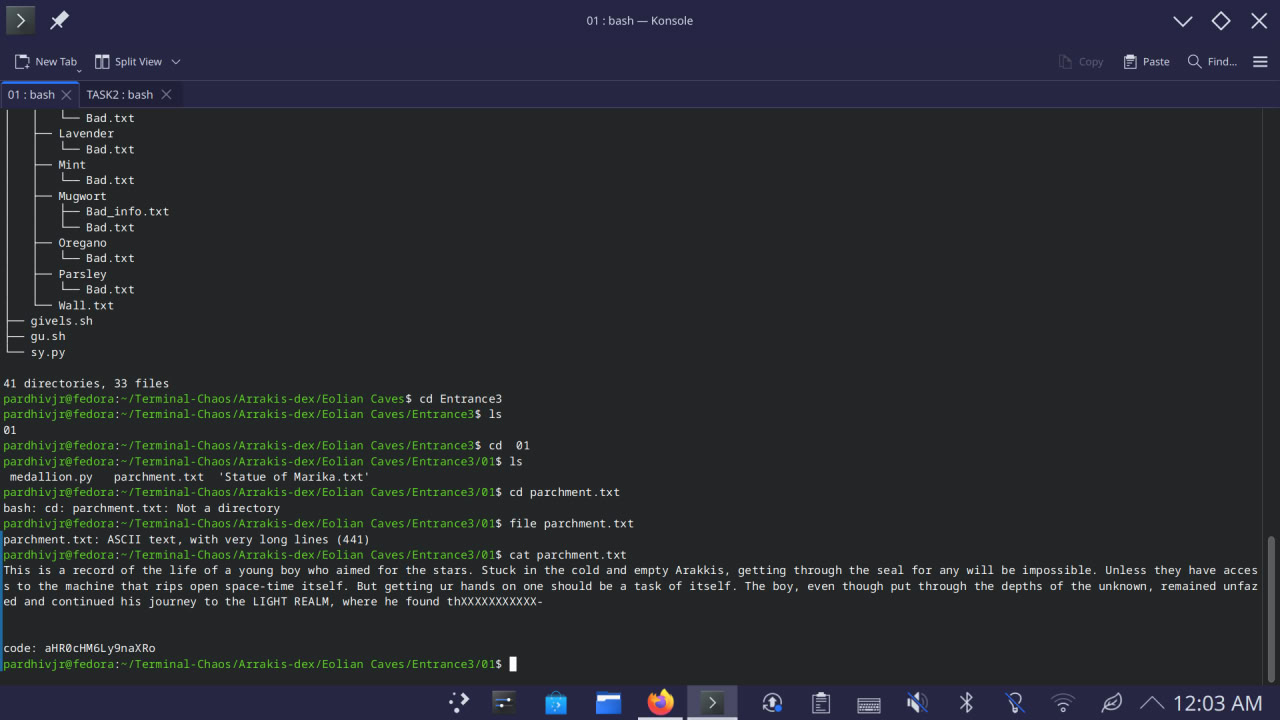 01 : bash — Konsole
New Tab
Split View
Copy
Paste
Find...
01 : bash
TASK2 : bash
│   │   └── Bad.txt
│   ├── Lavender
│   │   └── Bad.txt
│   ├── Mint
│   │   └── Bad.txt
│   ├── Mugwort
│   │   ├── Bad_info.txt
│   │   └── Bad.txt
│   ├── Oregano
│   │   └── Bad.txt
│   ├── Parsley
│   │   └── Bad.txt
│   └── Wall.txt
├── givels.sh
├── gu.sh
└── sy.py
41 directories, 33 files
pardhivjr@fedora:~/Terminal-Chaos/Arrakis-dex/Eolian Caves$ cd Entrance3
pardhivjr@fedora:~/Terminal-Chaos/Arrakis-dex/Eolian Caves/Entrance3$ ls
01
pardhivjr@fedora:~/Terminal-Chaos/Arrakis-dex/Eolian Caves/Entrance3$ cd  01
pardhivjr@fedora:~/Terminal-Chaos/Arrakis-dex/Eolian Caves/Entrance3/01$ ls
 medallion.py   parchment.txt  'Statue of Marika.txt'
pardhivjr@fedora:~/Terminal-Chaos/Arrakis-dex/Eolian Caves/Entrance3/01$ cd parchment.txt
bash: cd: parchment.txt: Not a directory
pardhivjr@fedora:~/Terminal-Chaos/Arrakis-dex/Eolian Caves/Entrance3/01$ file parchment.txt
parchment.txt: ASCII text, with very long lines (441)
pardhivjr@fedora:~/Terminal-Chaos/Arrakis-dex/Eolian Caves/Entrance3/01$ cat parchment.txt
This is a record of the life of a young boy who aimed for the stars. Stuck in the cold and empty Arakkis, getting through the seal for any will be impossible. Unless they have acces
s to the machine that rips open space-time itself. But getting ur hands on one should be a task of itself. The boy, even though put through the depths of the unknown, remained unfaz
ed and continued his journey to the LIGHT REALM, where he found thXXXXXXXXXXX-
code: aHR0cHM6Ly9naXRo
pardhivjr@fedora:~/Terminal-Chaos/Arrakis-dex/Eolian Caves/Entrance3/01$
12:03 AM